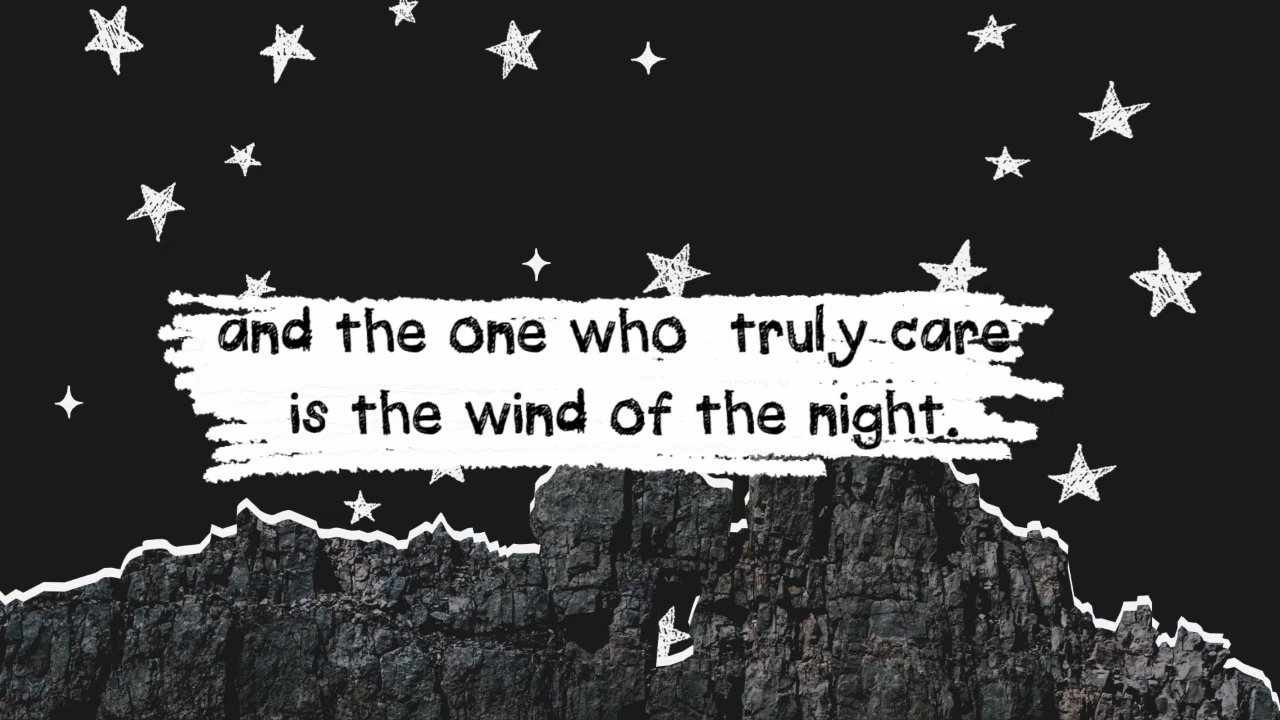 and the one who truly care
is the wind of the night.